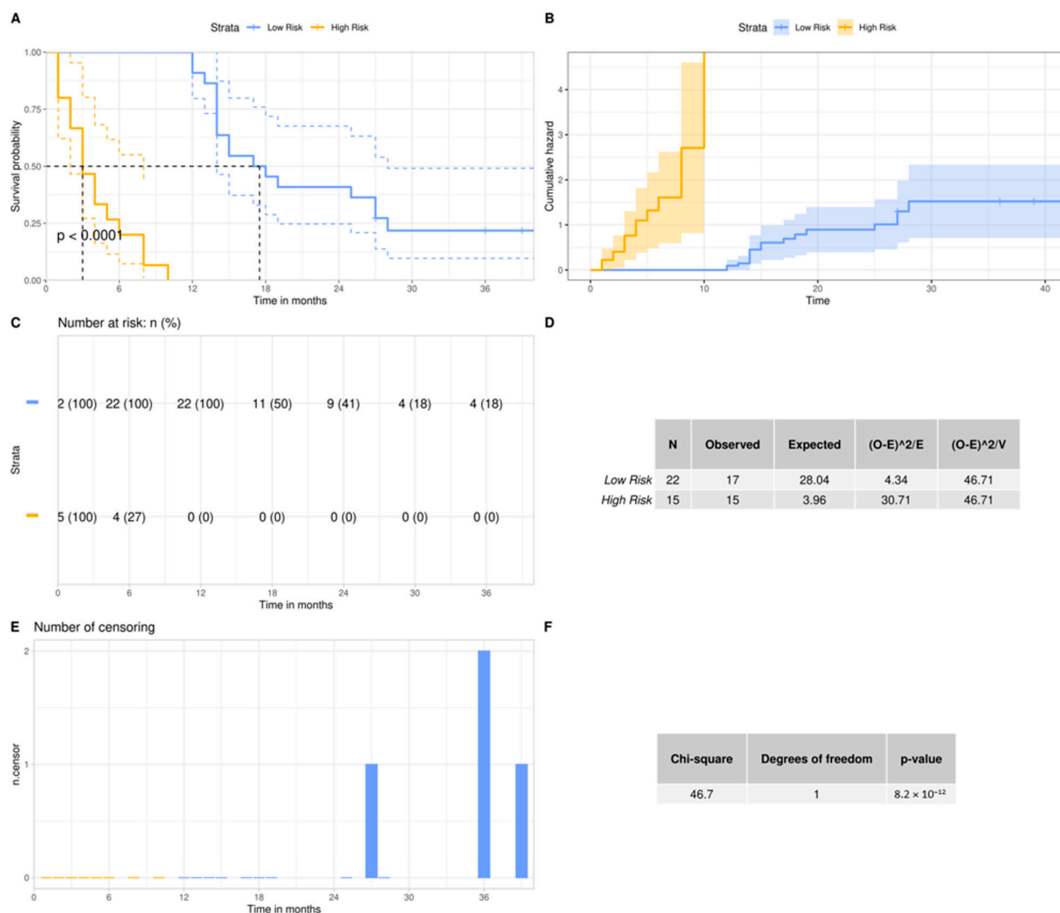 A
Strata Low Risk High Risk
1.00
0.75
0.50
0.25
0.00
Survival probability
p < 0.0001
0 6 12 18 24 30 36
Time in months
B
Strata Low Risk High Risk
4
3
2
1
0
Cumulative hazard
0 10 20 30 40
Time
C Number at risk: n (%)
2 (100) 22 (100) 22 (100) 11 (50) 9 (41) 4 (18) 4 (18)
Strata
5 (100) 4 (27) 0 (0) 0 (0) 0 (0) 0 (0) 0 (0)
0 6 12 18 24 30 36
Time in months
D
N Observed Expected (O-E)^2/E (O-E)^2/V
Low Risk 22 17 28.04 4.34 46.71
High Risk 15 15 3.96 30.71 46.71
E Number of censoring
2
1
0
n.censor
0 6 12 18 24 30 36
Time in months
F
Chi-square Degrees of freedom p-value
46.7 1 8.2 × 10⁻¹²